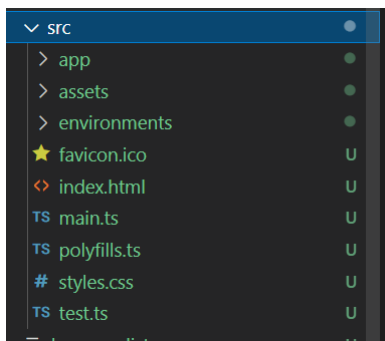 src
app
assets
environments
favicon.ico U
<> index.html U
TS main.ts U
TS polyfills.ts U
# styles.css U
TS test.ts U